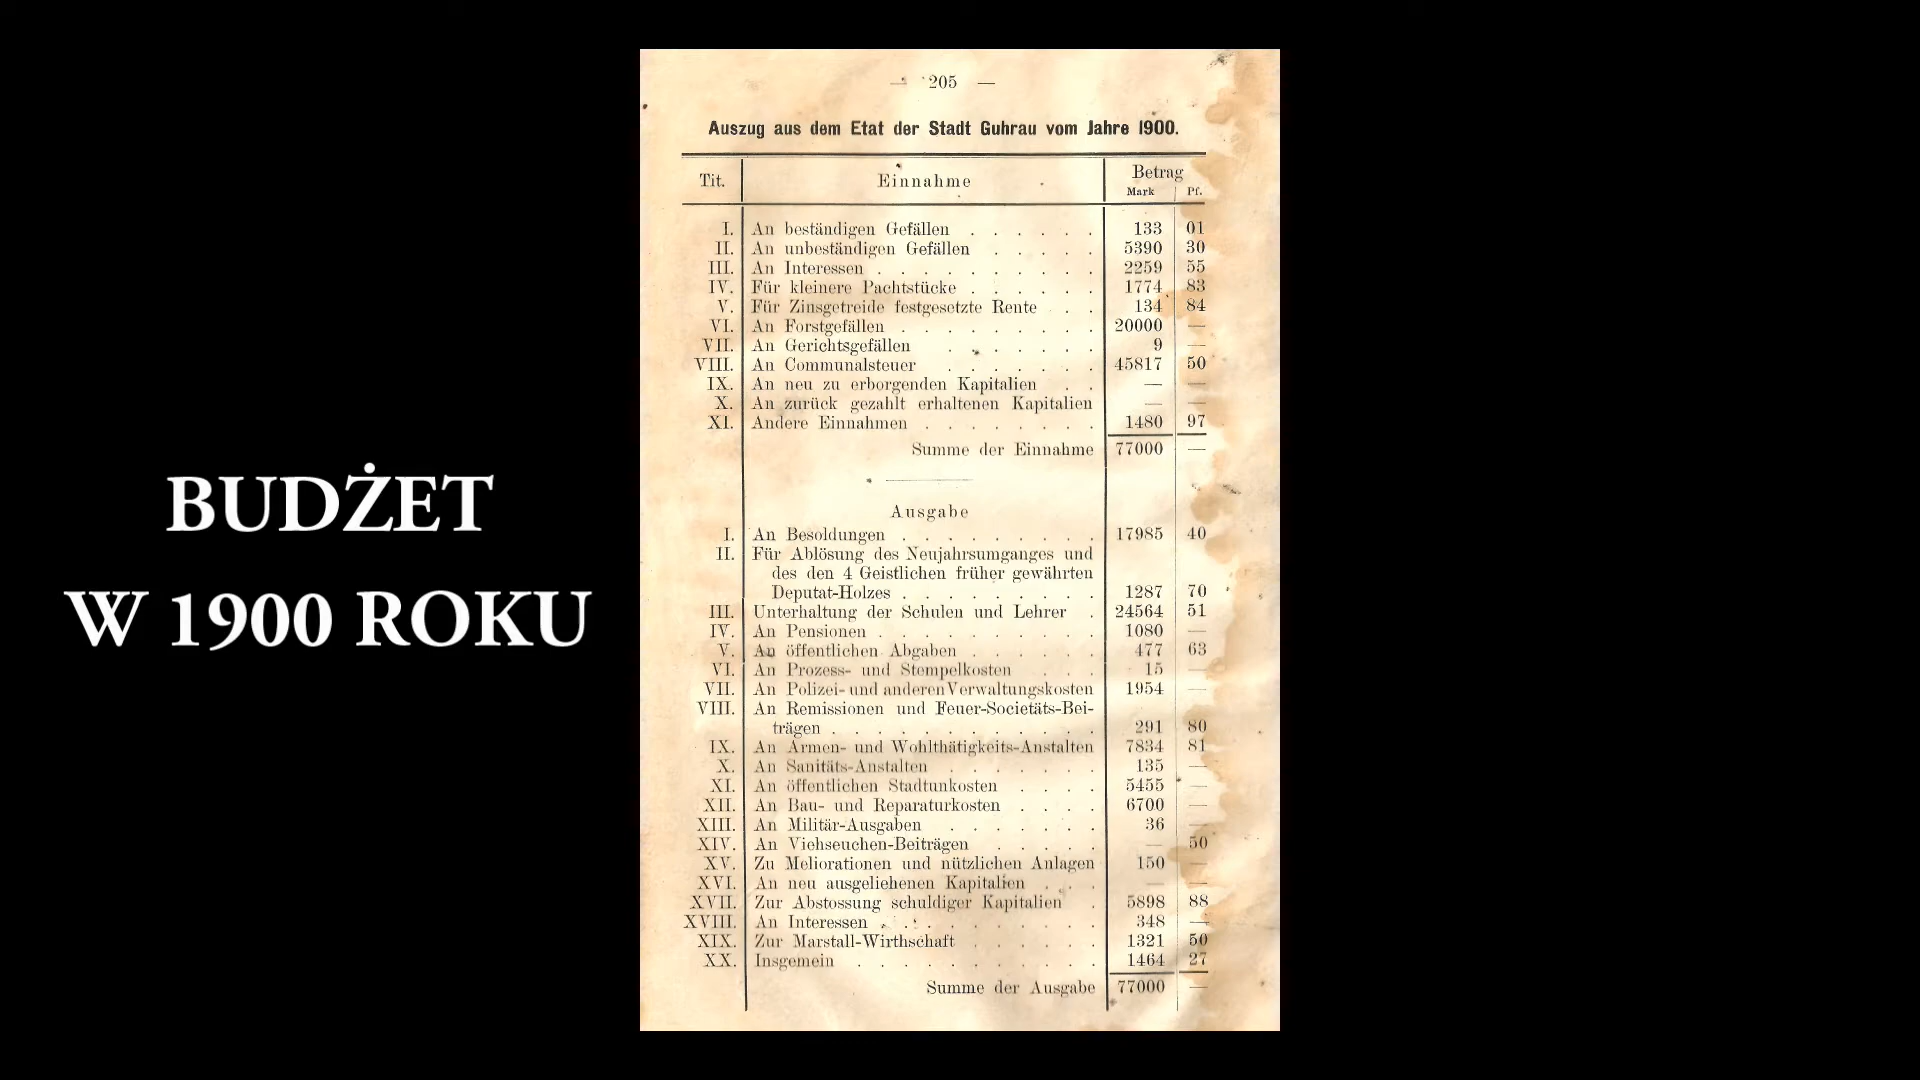 BUDŻET
W 1900 ROKU
— 205 —
Auszug aus dem Etat der Stadt Guhrau vom Jahre 1900.
Tit. Einnahme Betrag
Mark Pf.
I. An beständigen Gefällen . . . . . . 133 01
II. An unbeständigen Gefällen . . . . . 5390 30
III. An Interessen . . . . . . . . . . 2259 55
IV. Für kleinere Pachtstücke . . . . . . 1774 83
V. Für Zinsgetreide festgesetzte Rente . . 134 84
VI. An Forstgefällen . . . . . . . . . 20000 —
VII. An Gerichtsgefällen . . . . . . . 9 —
VIII. An Communalsteuer . . . . . . . 45817 50
IX. An neu zu erborgenden Kapitalien . . — —
X. An zurück gezahlt erhaltenen Kapitalien — —
XI. Andere Einnahmen . . . . . . . . 1480 97
Summe der Einnahme 77000 —
Ausgabe
I. An Besoldungen . . . . . . . . . 17985 40
II. Für Ablösung des Neujahrsumganges und
des den 4 Geistlichen früher gewährten
Deputat-Holzes . . . . . . . . . 1287 70
III. Unterhaltung der Schulen und Lehrer . 24564 51
IV. An Pensionen . . . . . . . . . . 1080 —
V. An öffentlichen Abgaben . . . . . . 477 63
VI. An Prozess- und Stempelkosten . . . 15 —
VII. An Polizei- und anderen Verwaltungskosten 1954 —
VIII. An Remissionen und Feuer-Societäts-Bei-
trägen . . . . . . . . . . . . 291 80
IX. An Armen- und Wohlthätigkeits-Anstalten 7834 81
X. An Sanitäts-Anstalten . . . . . . . 135 —
XI. An öffentlichen Stadtunkosten . . . . 5455 —
XII. An Bau- und Reparaturkosten . . . . 6700 —
XIII. An Militär-Ausgaben . . . . . . . 36 —
XIV. An Viehseuchen-Beiträgen . . . . . — 50
XV. Zu Meliorationen und nützlichen Anlagen 150 —
XVI. An neu ausgeliehenen Kapitalien . . . — —
XVII. Zur Abstossung schuldiger Kapitalien . 5898 88
XVIII. An Interessen . . . . . . . . . . 348 —
XIX. Zur Marstall-Wirthschaft . . . . . . 1321 50
XX. Insgemein . . . . . . . . . . . 1464 27
Summe der Ausgabe 77000 —